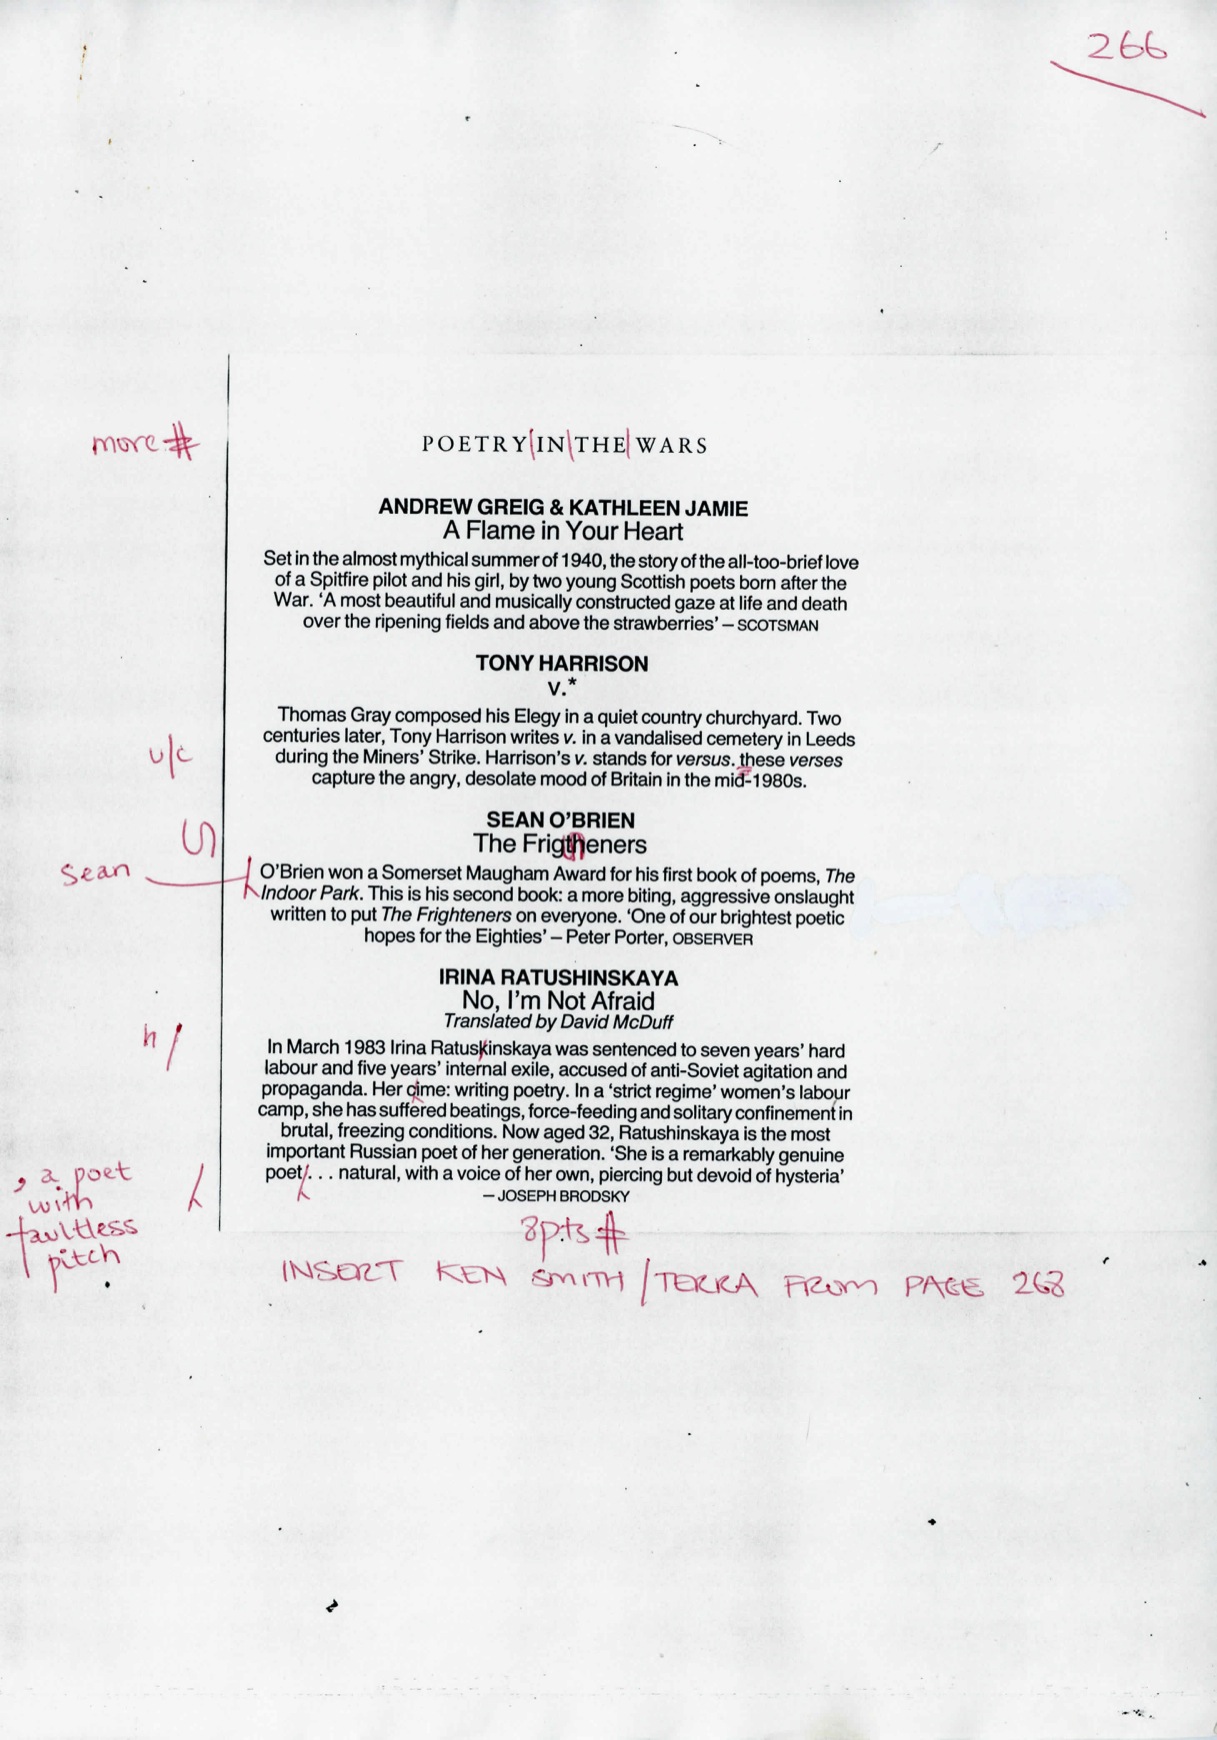 266
more #
POETRY IN THE WARS
ANDREW GREIG & KATHLEEN JAMIE
A Flame in Your Heart
Set in the almost mythical summer of 1940, the story of the all-too-brief love
of a Spitfire pilot and his girl, by two young Scottish poets born after the
War. ‘A most beautiful and musically constructed gaze at life and death
over the ripening fields and above the strawberries’ – SCOTSMAN
TONY HARRISON
v.*
Thomas Gray composed his Elegy in a quiet country churchyard. Two
centuries later, Tony Harrison writes v. in a vandalised cemetery in Leeds
u/c
during the Miners’ Strike. Harrison’s v. stands for versus. these verses
capture the angry, desolate mood of Britain in the mid-1980s.
SEAN O’BRIEN
The Frigtheners
Sean
O’Brien won a Somerset Maugham Award for his first book of poems, The
Indoor Park. This is his second book: a more biting, aggressive onslaught
written to put The Frighteners on everyone. ‘One of our brightest poetic
hopes for the Eighties’ – Peter Porter, OBSERVER
IRINA RATUSHINSKAYA
No, I’m Not Afraid
Translated by David McDuff
h/
In March 1983 Irina Ratuskinskaya was sentenced to seven years’ hard
labour and five years’ internal exile, accused of anti-Soviet agitation and
propaganda. Her cime: writing poetry. In a ‘strict regime’ women’s labour
camp, she has suffered beatings, force-feeding and solitary confinement in
brutal, freezing conditions. Now aged 32, Ratushinskaya is the most
important Russian poet of her generation. ‘She is a remarkably genuine
poet . . . natural, with a voice of her own, piercing but devoid of hysteria’
– JOSEPH BRODSKY
, a poet
with
faultless
pitch
8pts #
INSERT KEN SMITH / TERRA FROM PAGE 268